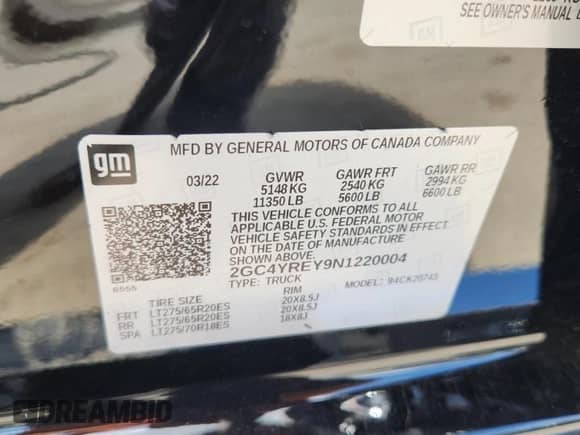 SEE OWNER'S MANUAL
gm
MFD BY GENERAL MOTORS OF CANADA COMPANY
03/22 GVWR GAWR FRT GAWR RR
5148 KG 2540 KG 2994 KG
11350 LB 5600 LB 6600 LB
THIS VEHICLE CONFORMS TO ALL
APPLICABLE U.S. FEDERAL MOTOR
VEHICLE SAFETY STANDARDS IN EFFECT
ON THE DATE OF MANUFACTURE
SHOWN ABOVE.
2GC4YREY9N1220004
TYPE: TRUCK MODEL:
TIRE SIZE RIM
FRT LT275/65R20ES 20X8.5J
RR LT275/65R20ES 20X8.5J
SPA LT275/70R18ES 18X8J
DREAMBID